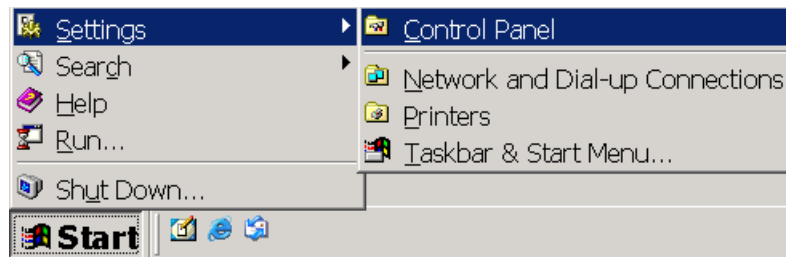 Settings
Search
Help
Run...
Shut Down...
Control Panel
Network and Dial-up Connections
Printers
Taskbar & Start Menu...
Start